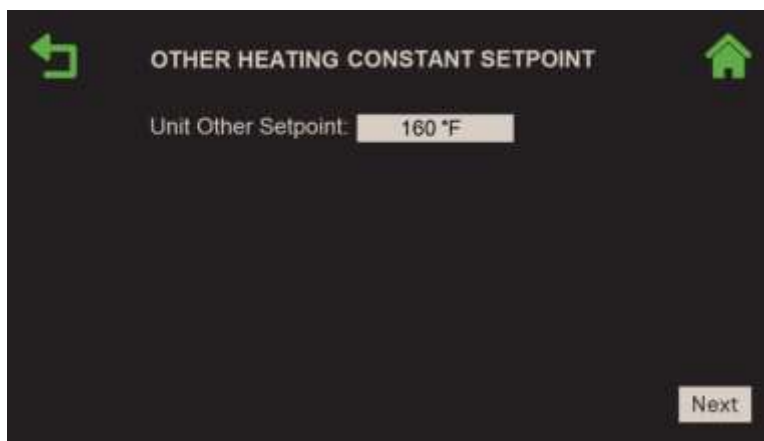 OTHER HEATING CONSTANT SETPOINT
Unit Other Setpoint: 160 °F
Next